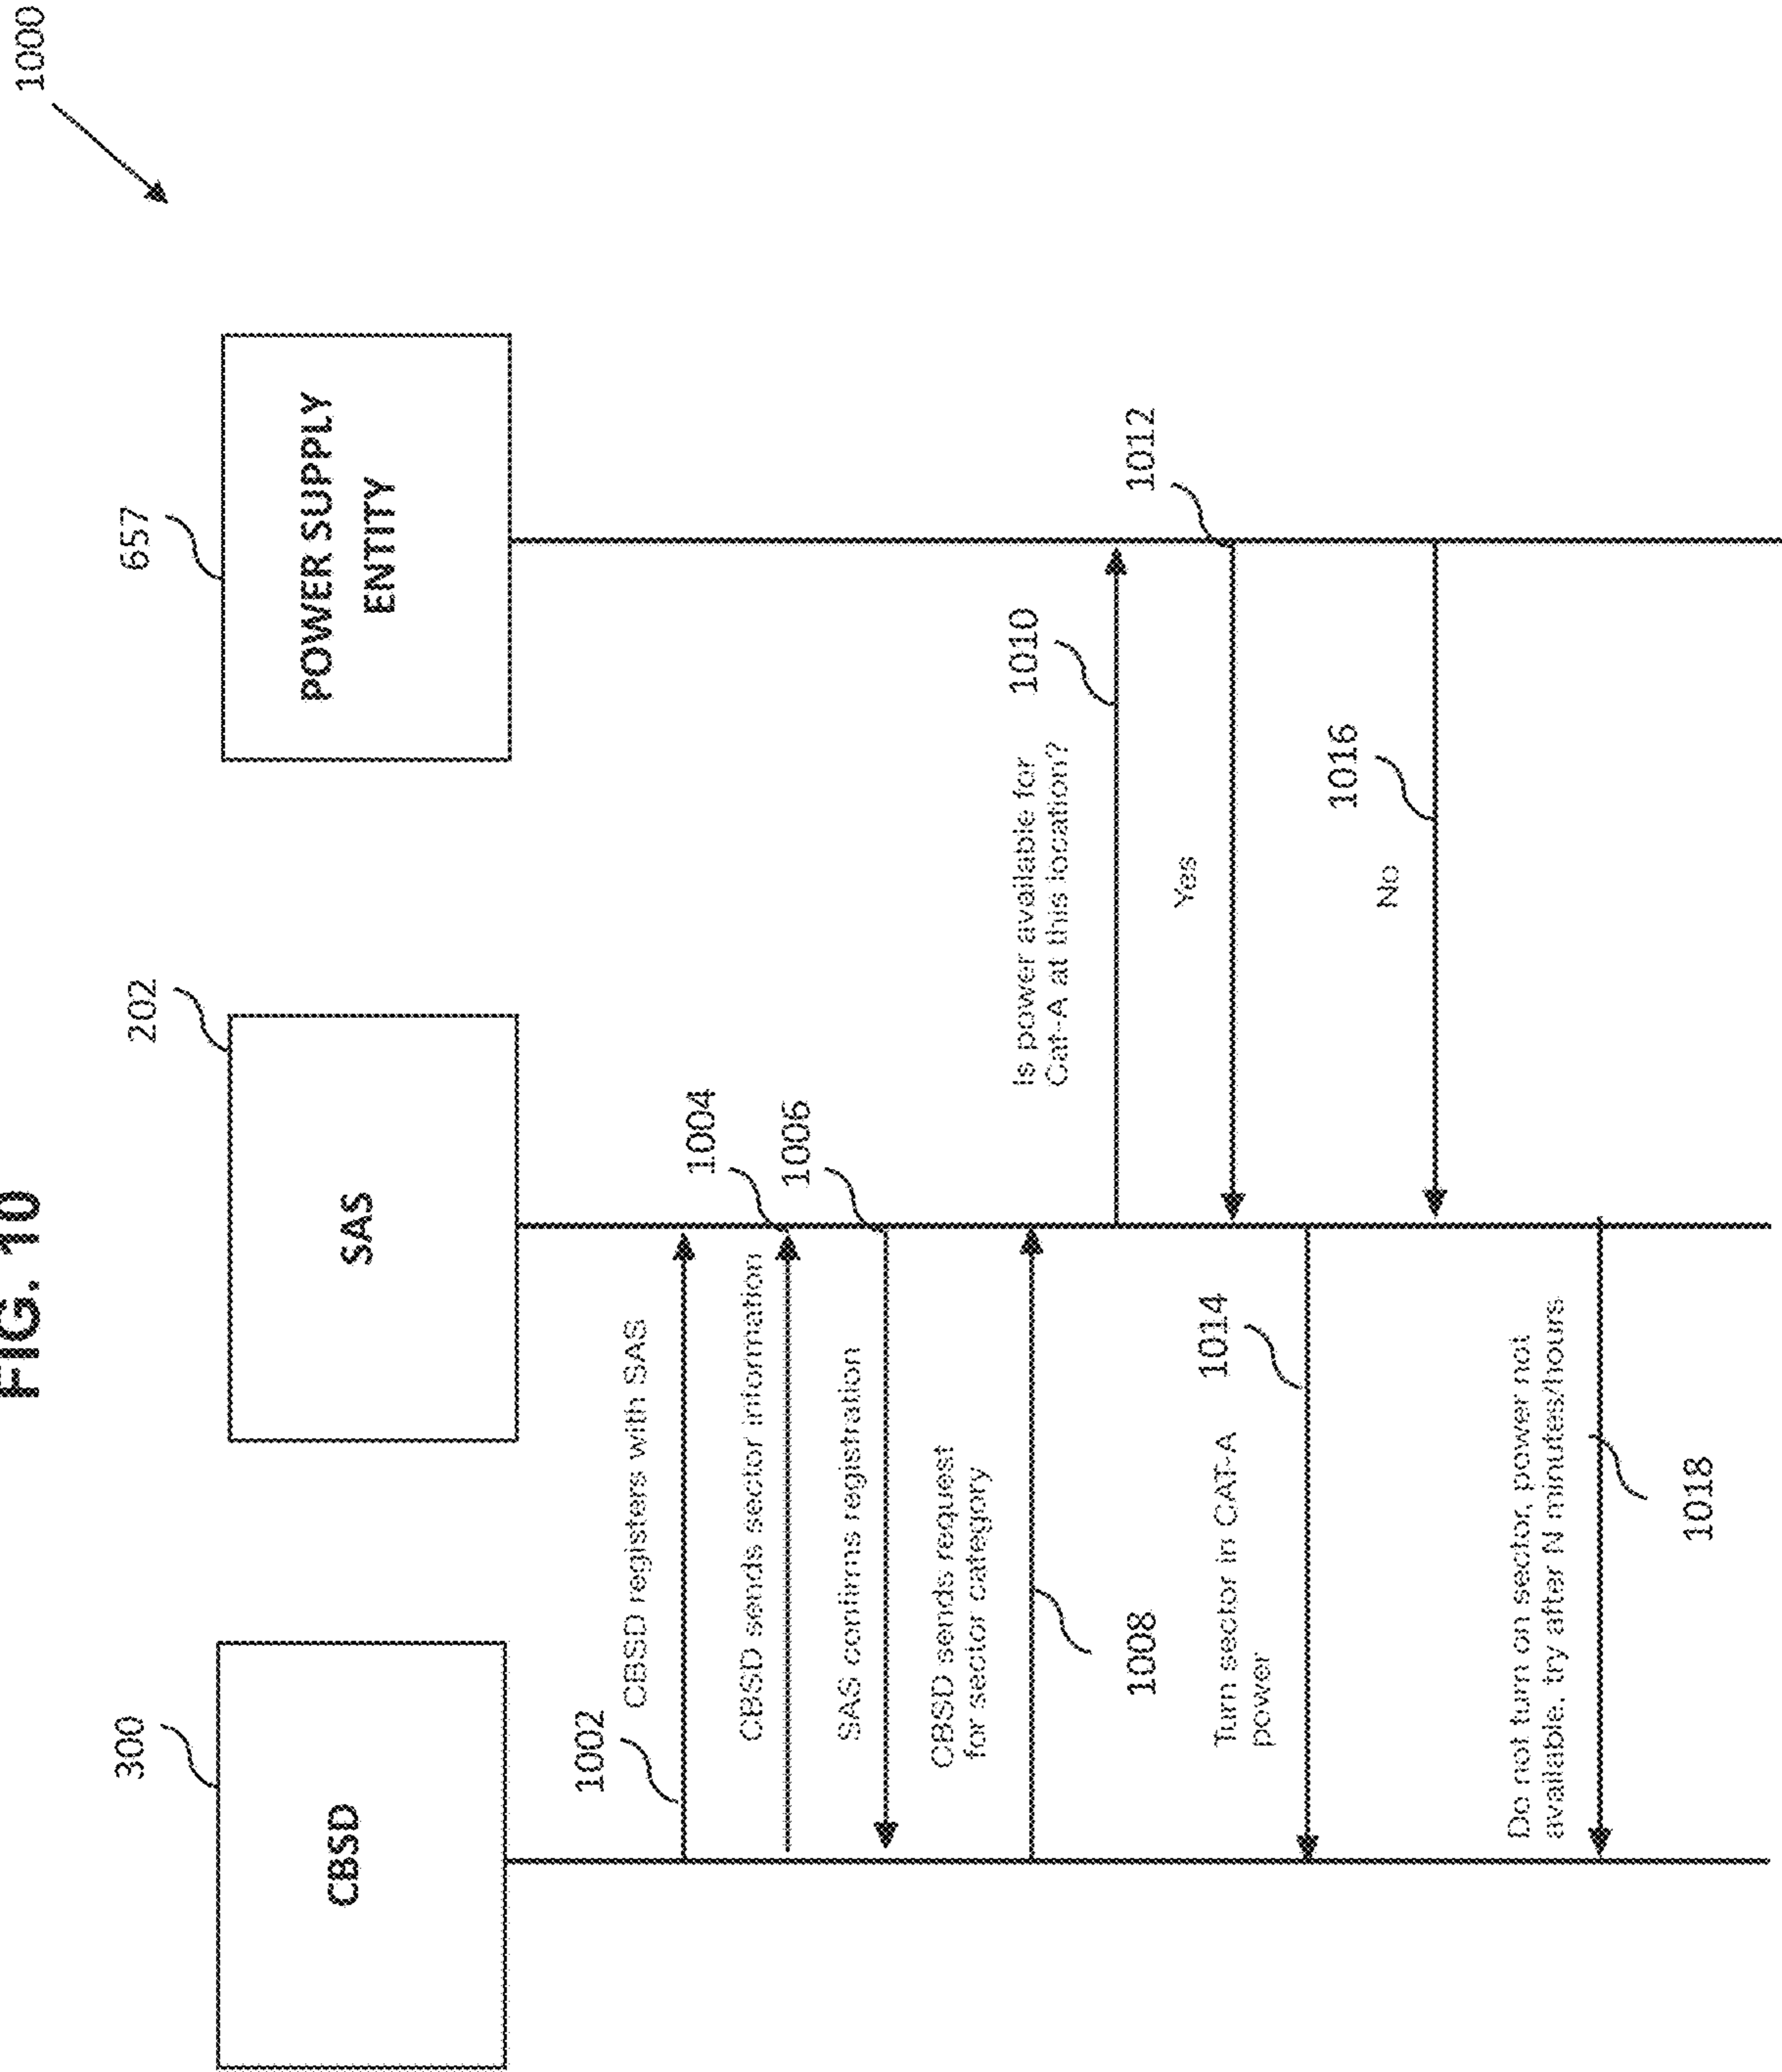 FIG. 10
1000
300
CBSD
202
SAS
657
POWER SUPPLY
ENTITY
1002
CBSD registers with SAS
1004
CBSD sends sector information
1006
SAS confirms registration
CBSD sends request
for sector category
1008
Is power available for
Cat-A at this location?
1010
1012
Yes
Turn sector in CAT-A
power
1014
1016
No
Do not turn on sector, power not
available, try after N minutes/hours
1018